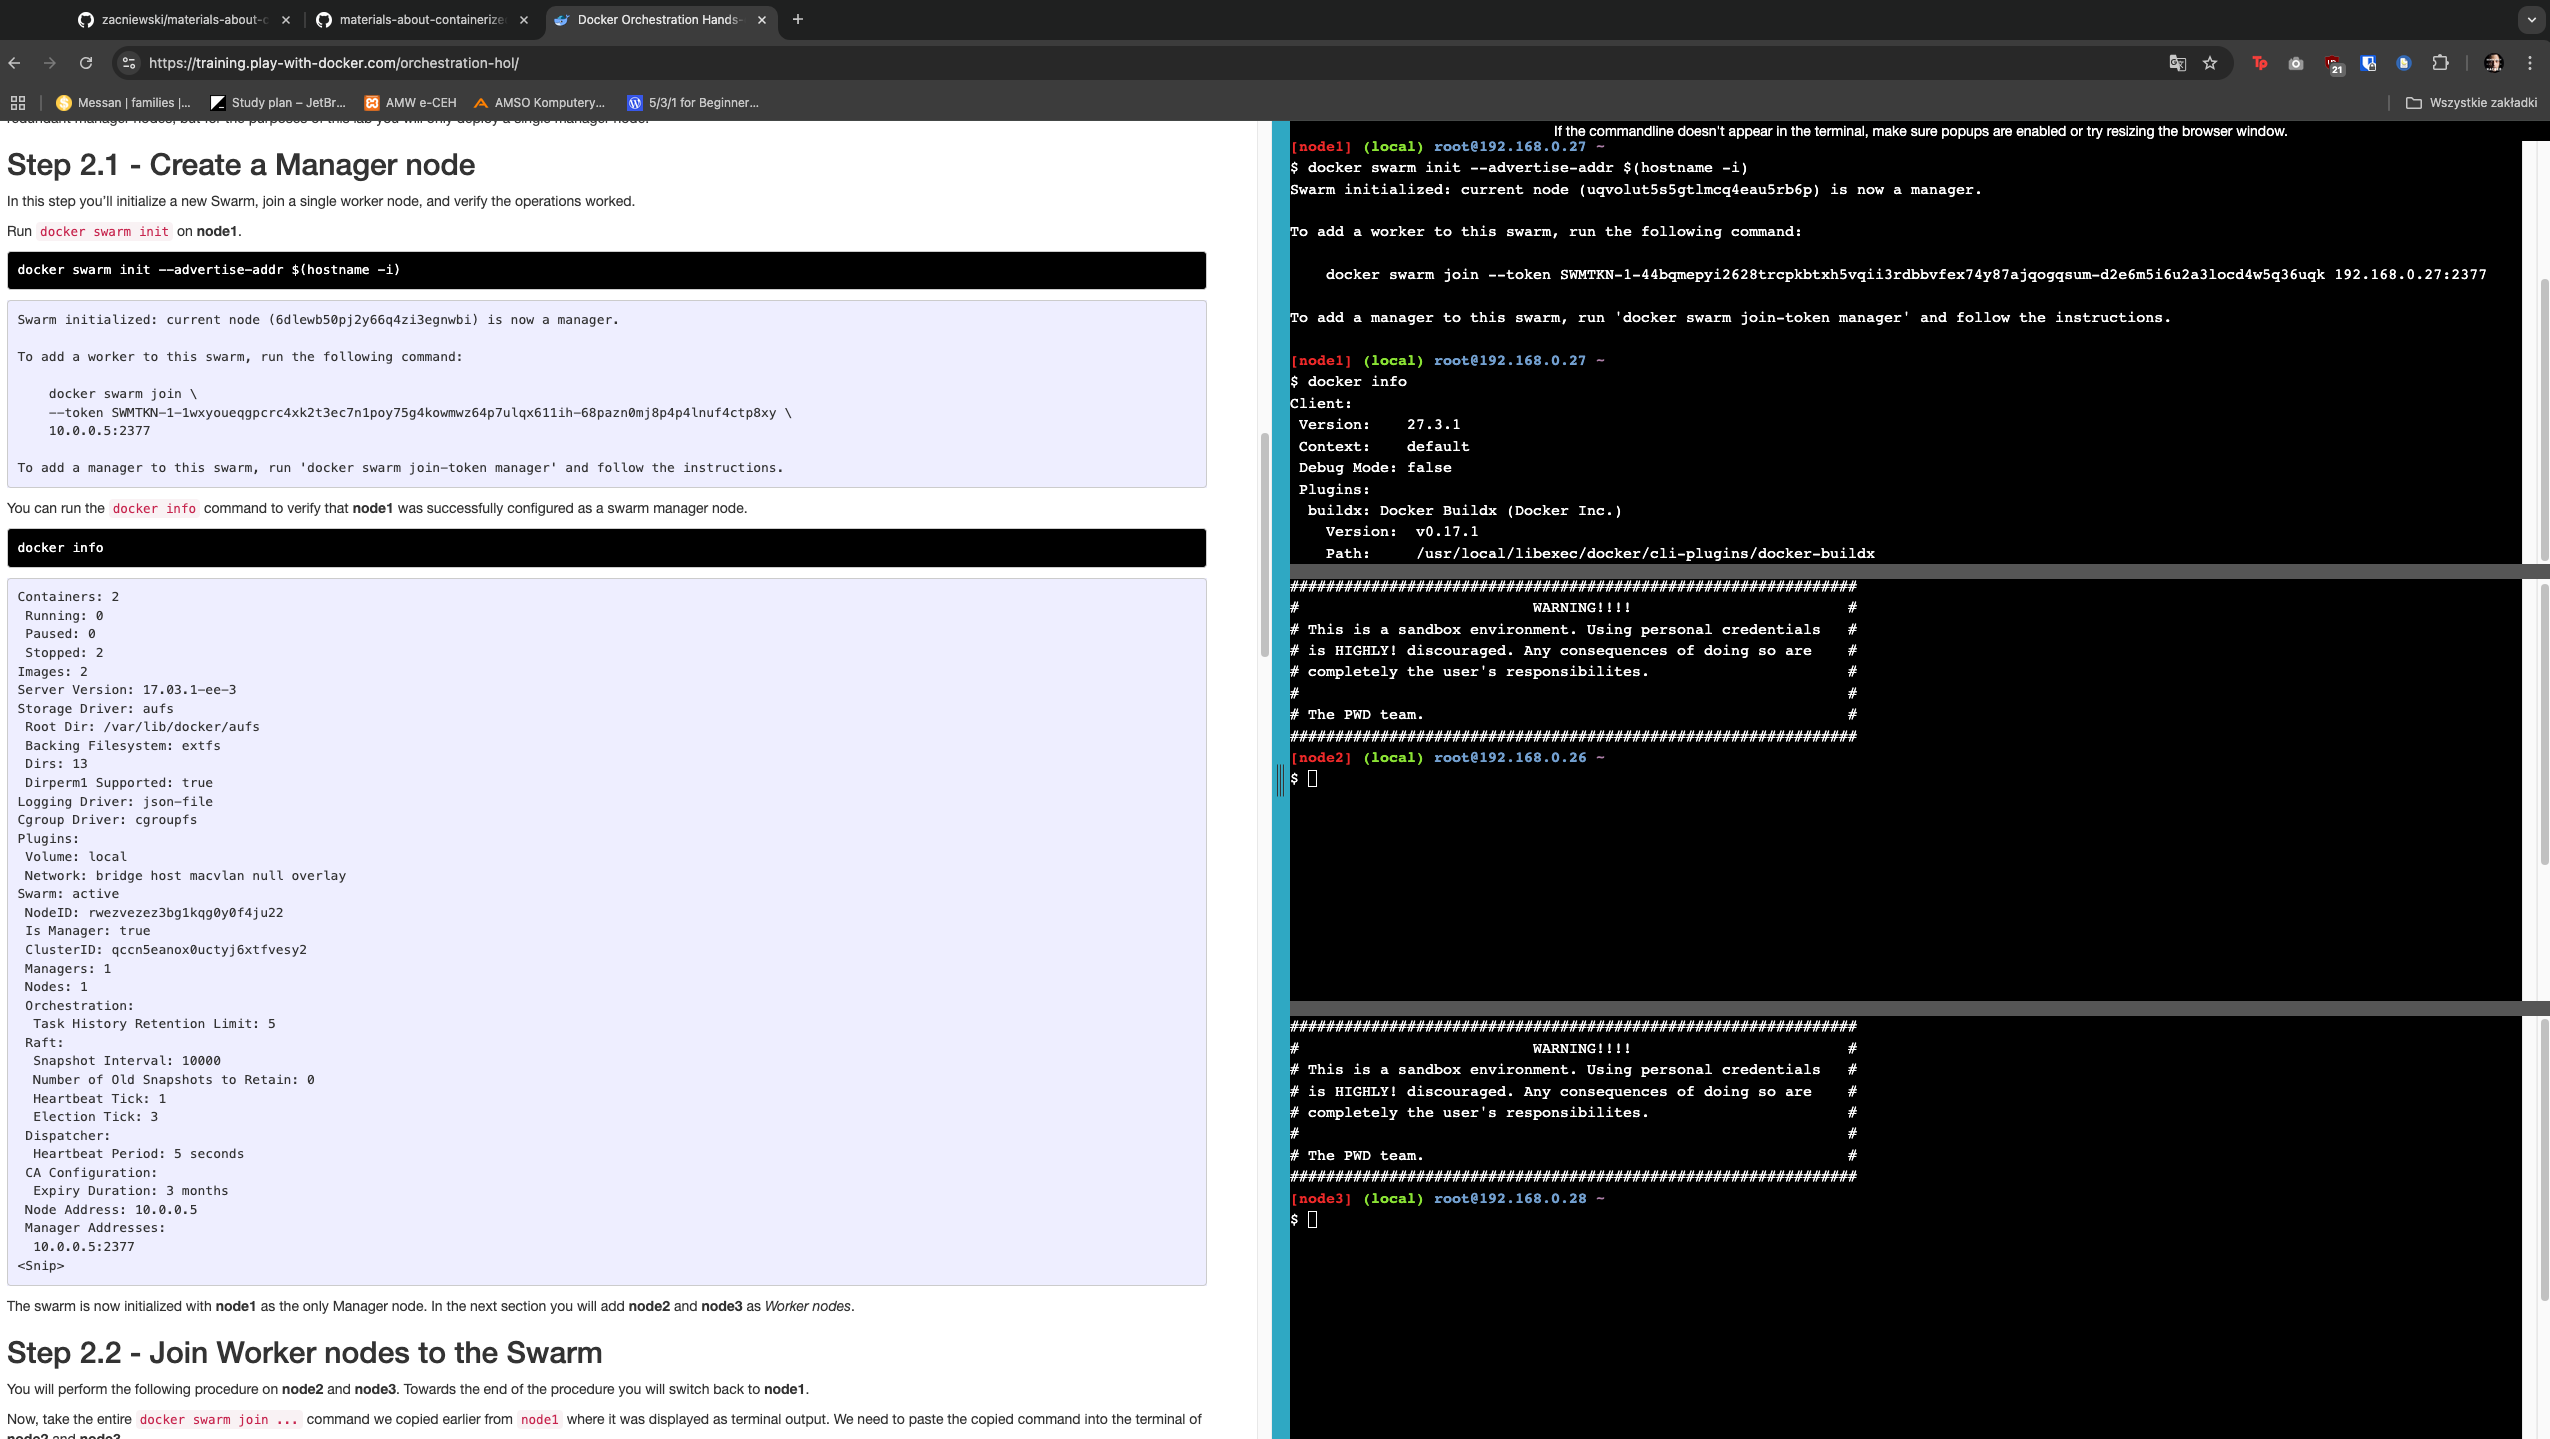 zacniewski/materials-about-c
materials-about-containerize
Docker Orchestration Hands-
https://training.play-with-docker.com/orchestration-hol/
Tp
21
Messan | families |...
Study plan – JetBr...
AMW e-CEH
AMSO Komputery...
5/3/1 for Beginner...
Wszystkie zakładki
redundant manager nodes, but for the purposes of this lab you will only deploy a single manager node.
Step 2.1 - Create a Manager node
In this step you'll initialize a new Swarm, join a single worker node, and verify the operations worked.
Run docker swarm init on node1.
docker swarm init --advertise-addr $(hostname -i)
Swarm initialized: current node (6dlewb50pj2y66q4zi3egnwbi) is now a manager.
To add a worker to this swarm, run the following command:
docker swarm join \
--token SWMTKN-1-1wxyoueqgpcrc4xk2t3ec7n1poy75g4kowmwz64p7ulqx611ih-68pazn0mj8p4p4lnuf4ctp8xy \
10.0.0.5:2377
To add a manager to this swarm, run 'docker swarm join-token manager' and follow the instructions.
You can run the docker info command to verify that node1 was successfully configured as a swarm manager node.
docker info
Containers: 2
Running: 0
Paused: 0
Stopped: 2
Images: 2
Server Version: 17.03.1-ee-3
Storage Driver: aufs
Root Dir: /var/lib/docker/aufs
Backing Filesystem: extfs
Dirs: 13
Dirperm1 Supported: true
Logging Driver: json-file
Cgroup Driver: cgroupfs
Plugins:
Volume: local
Network: bridge host macvlan null overlay
Swarm: active
NodeID: rwezvezez3bg1kqg0y0f4ju22
Is Manager: true
ClusterID: qccn5eanox0uctyj6xtfvesy2
Managers: 1
Nodes: 1
Orchestration:
Task History Retention Limit: 5
Raft:
Snapshot Interval: 10000
Number of Old Snapshots to Retain: 0
Heartbeat Tick: 1
Election Tick: 3
Dispatcher:
Heartbeat Period: 5 seconds
CA Configuration:
Expiry Duration: 3 months
Node Address: 10.0.0.5
Manager Addresses:
10.0.0.5:2377
<Snip>
The swarm is now initialized with node1 as the only Manager node. In the next section you will add node2 and node3 as Worker nodes.
Step 2.2 - Join Worker nodes to the Swarm
You will perform the following procedure on node2 and node3. Towards the end of the procedure you will switch back to node1.
Now, take the entire docker swarm join ... command we copied earlier from node1 where it was displayed as terminal output. We need to paste the copied command into the terminal of
node2 and node3.
If the commandline doesn't appear in the terminal, make sure popups are enabled or try resizing the browser window.
[node1] (local) root@192.168.0.27 ~
$ docker swarm init --advertise-addr $(hostname -i)
Swarm initialized: current node (uqvolut5s5gtlmcq4eau5rb6p) is now a manager.
To add a worker to this swarm, run the following command:
docker swarm join --token SWMTKN-1-44bqmepyi2628trcpkbtxh5vqii3rdbbvfex74y87ajqogqsum-d2e6m5i6u2a3locd4w5q36uqk 192.168.0.27:2377
To add a manager to this swarm, run 'docker swarm join-token manager' and follow the instructions.
[node1] (local) root@192.168.0.27 ~
$ docker info
Client:
Version:    27.3.1
Context:    default
Debug Mode: false
Plugins:
buildx: Docker Buildx (Docker Inc.)
Version:  v0.17.1
Path:     /usr/local/libexec/docker/cli-plugins/docker-buildx
###############################################################
#                          WARNING!!!!                        #
# This is a sandbox environment. Using personal credentials   #
# is HIGHLY! discouraged. Any consequences of doing so are    #
# completely the user's responsibilites.                      #
#                                                             #
# The PWD team.                                               #
###############################################################
[node2] (local) root@192.168.0.26 ~
$
###############################################################
#                          WARNING!!!!                        #
# This is a sandbox environment. Using personal credentials   #
# is HIGHLY! discouraged. Any consequences of doing so are    #
# completely the user's responsibilites.                      #
#                                                             #
# The PWD team.                                               #
###############################################################
[node3] (local) root@192.168.0.28 ~
$